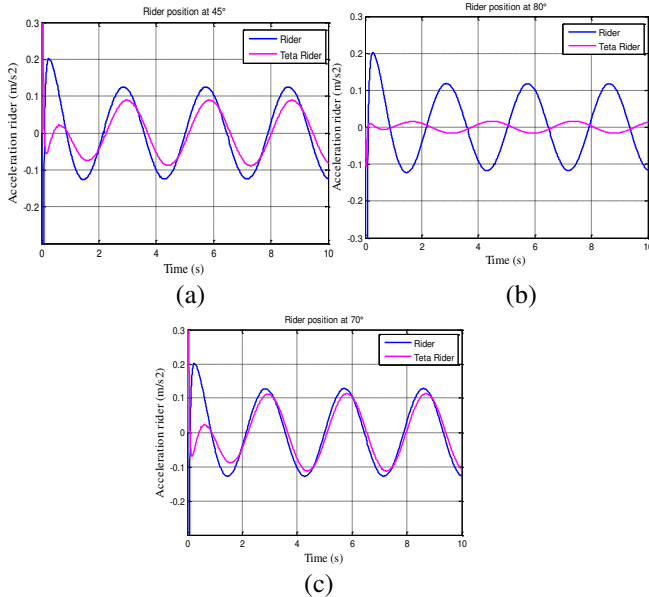 Rider position at 45°
0.3
0.2
0.1
0
-0.1
-0.2
Acceleration rider (m/s2)
Rider
Teta Rider
0 2 4 6 8 10
Time (s)
(a)
Rider position at 80°
0.3
0.2
0.1
0
-0.1
-0.2
-0.3
Acceleration rider (m/s2)
Rider
Teta Rider
0 2 4 6 8 10
Time (s)
(b)
Rider position at 70°
0.3
0.2
0.1
0
-0.1
-0.2
Acceleration rider (m/s2)
Rider
Teta Rider
0 2 4 6 8 10
Time (s)
(c)